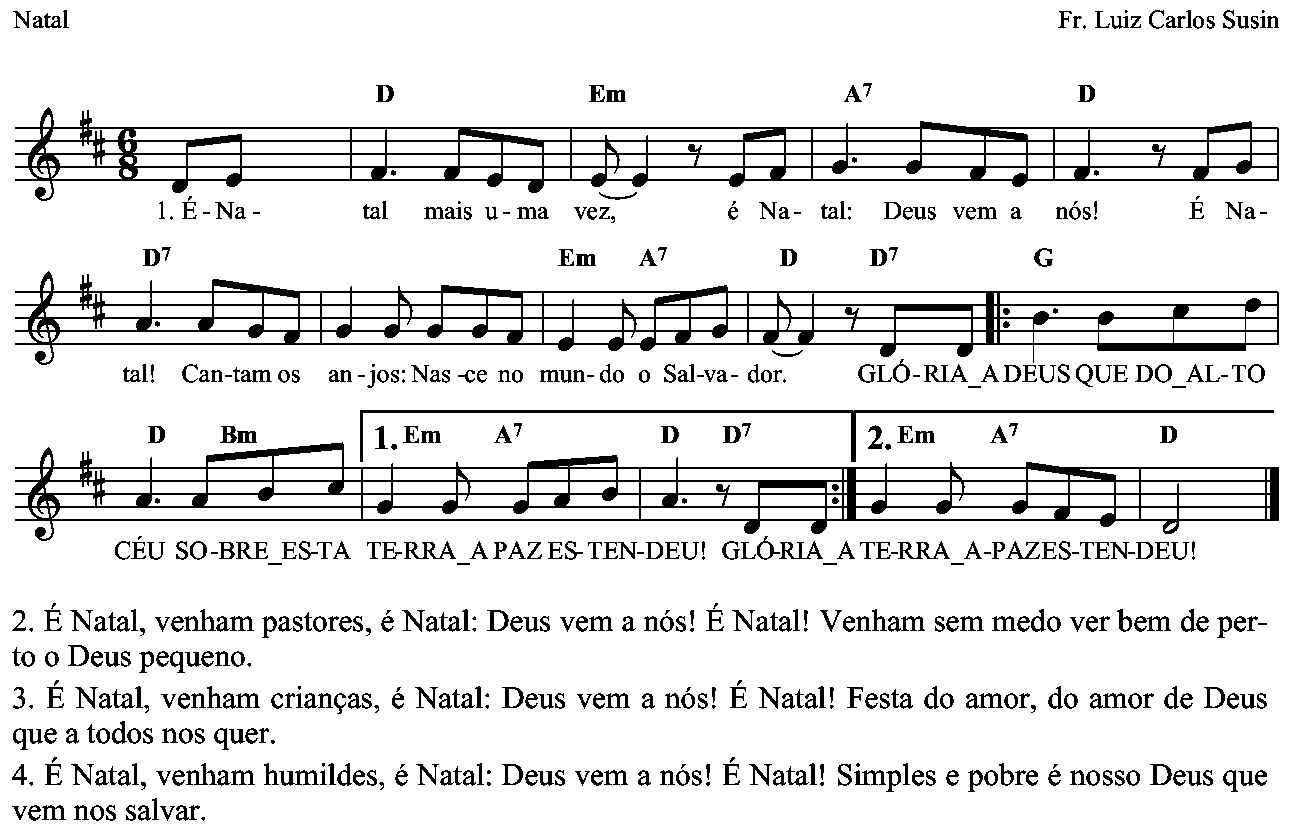 Natal Fr. Luiz Carlos Susin
D Em A7 D
6
8
1. É-Na- tal mais u-ma vez, é Na- tal: Deus vem a nós! É Na-
D7 Em A7 D D7 G
tal! Can-tam os an-jos: Nas-ce no mun-do o Sal-va-dor. GLÓ-RIA_A DEUS QUE DO_AL-TO
D Bm 1. Em A7 D D7 2. Em A7 D
CÉU SO-BRE_ES-TA TE-RRA_A PAZ ES-TEN-DEU! GLÓ-RIA_A TE-RRA_A-PAZES-TEN-DEU!
2. É Natal, venham pastores, é Natal: Deus vem a nós! É Natal! Venham sem medo ver bem de per-
to o Deus pequeno.
3. É Natal, venham crianças, é Natal: Deus vem a nós! É Natal! Festa do amor, do amor de Deus
que a todos nos quer.
4. É Natal, venham humildes, é Natal: Deus vem a nós! É Natal! Simples e pobre é nosso Deus que
vem nos salvar.